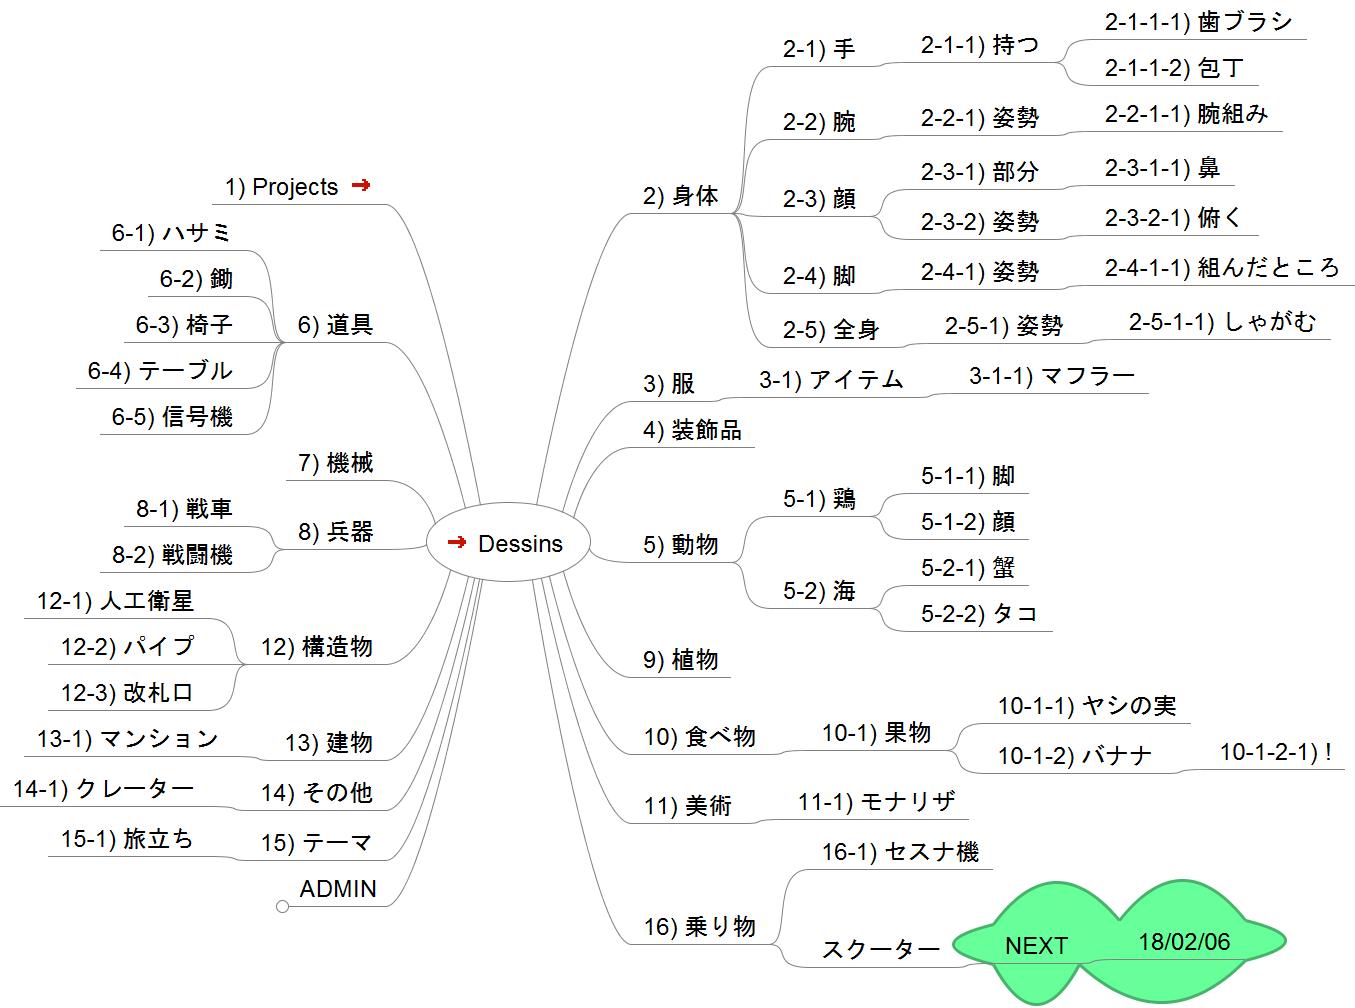 Dessins
1) Projects
2) 身体
2-1) 手
2-1-1) 持つ
2-1-1-1) 歯ブラシ
2-1-1-2) 包丁
2-2) 腕
2-2-1) 姿勢
2-2-1-1) 腕組み
2-3) 顔
2-3-1) 部分
2-3-1-1) 鼻
2-3-2) 姿勢
2-3-2-1) 俯く
2-4) 脚
2-4-1) 姿勢
2-4-1-1) 組んだところ
2-5) 全身
2-5-1) 姿勢
2-5-1-1) しゃがむ
3) 服
3-1) アイテム
3-1-1) マフラー
4) 装飾品
5) 動物
5-1) 鶏
5-1-1) 脚
5-1-2) 顔
5-2) 海
5-2-1) 蟹
5-2-2) タコ
6) 道具
6-1) ハサミ
6-2) 鋤
6-3) 椅子
6-4) テーブル
6-5) 信号機
7) 機械
8) 兵器
8-1) 戦車
8-2) 戦闘機
9) 植物
10) 食べ物
10-1) 果物
10-1-1) ヤシの実
10-1-2) バナナ
10-1-2-1) !
11) 美術
11-1) モナリザ
12) 構造物
12-1) 人工衛星
12-2) パイプ
12-3) 改札口
13) 建物
13-1) マンション
14) その他
14-1) クレーター
15) テーマ
15-1) 旅立ち
ADMIN
16) 乗り物
16-1) セスナ機
スクーター
NEXT
18/02/06